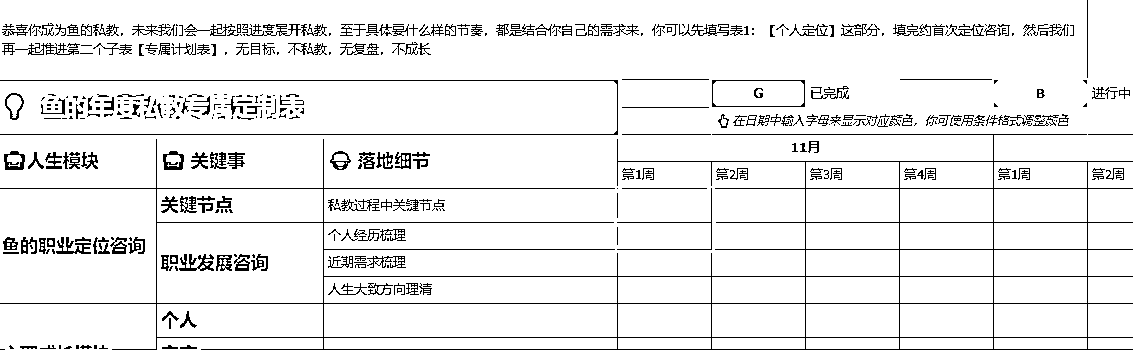 恭喜你成为鱼的私教，未来我们会一起按照进度展开私教，至于具体要什么样的节奏，都是结合你自己的需求来，你可以先填写表1：【个人定位】这部分，填完约首次定位咨询，然后我们
再一起推进第二个子表【专属计划表】，无目标，不私教，无复盘，不成长
鱼的年度私教专属定制表
G 已完成 B 进行中
在日期中输入字母来显示对应颜色，你可使用条件格式调整颜色
人生模块 关键事 落地细节 11月
第1周 第2周 第3周 第4周 第1周 第2周
关键节点 私教过程中关键节点
鱼的职业定位咨询 职业发展咨询 个人经历梳理
近期需求梳理
人生大致方向理清
个人